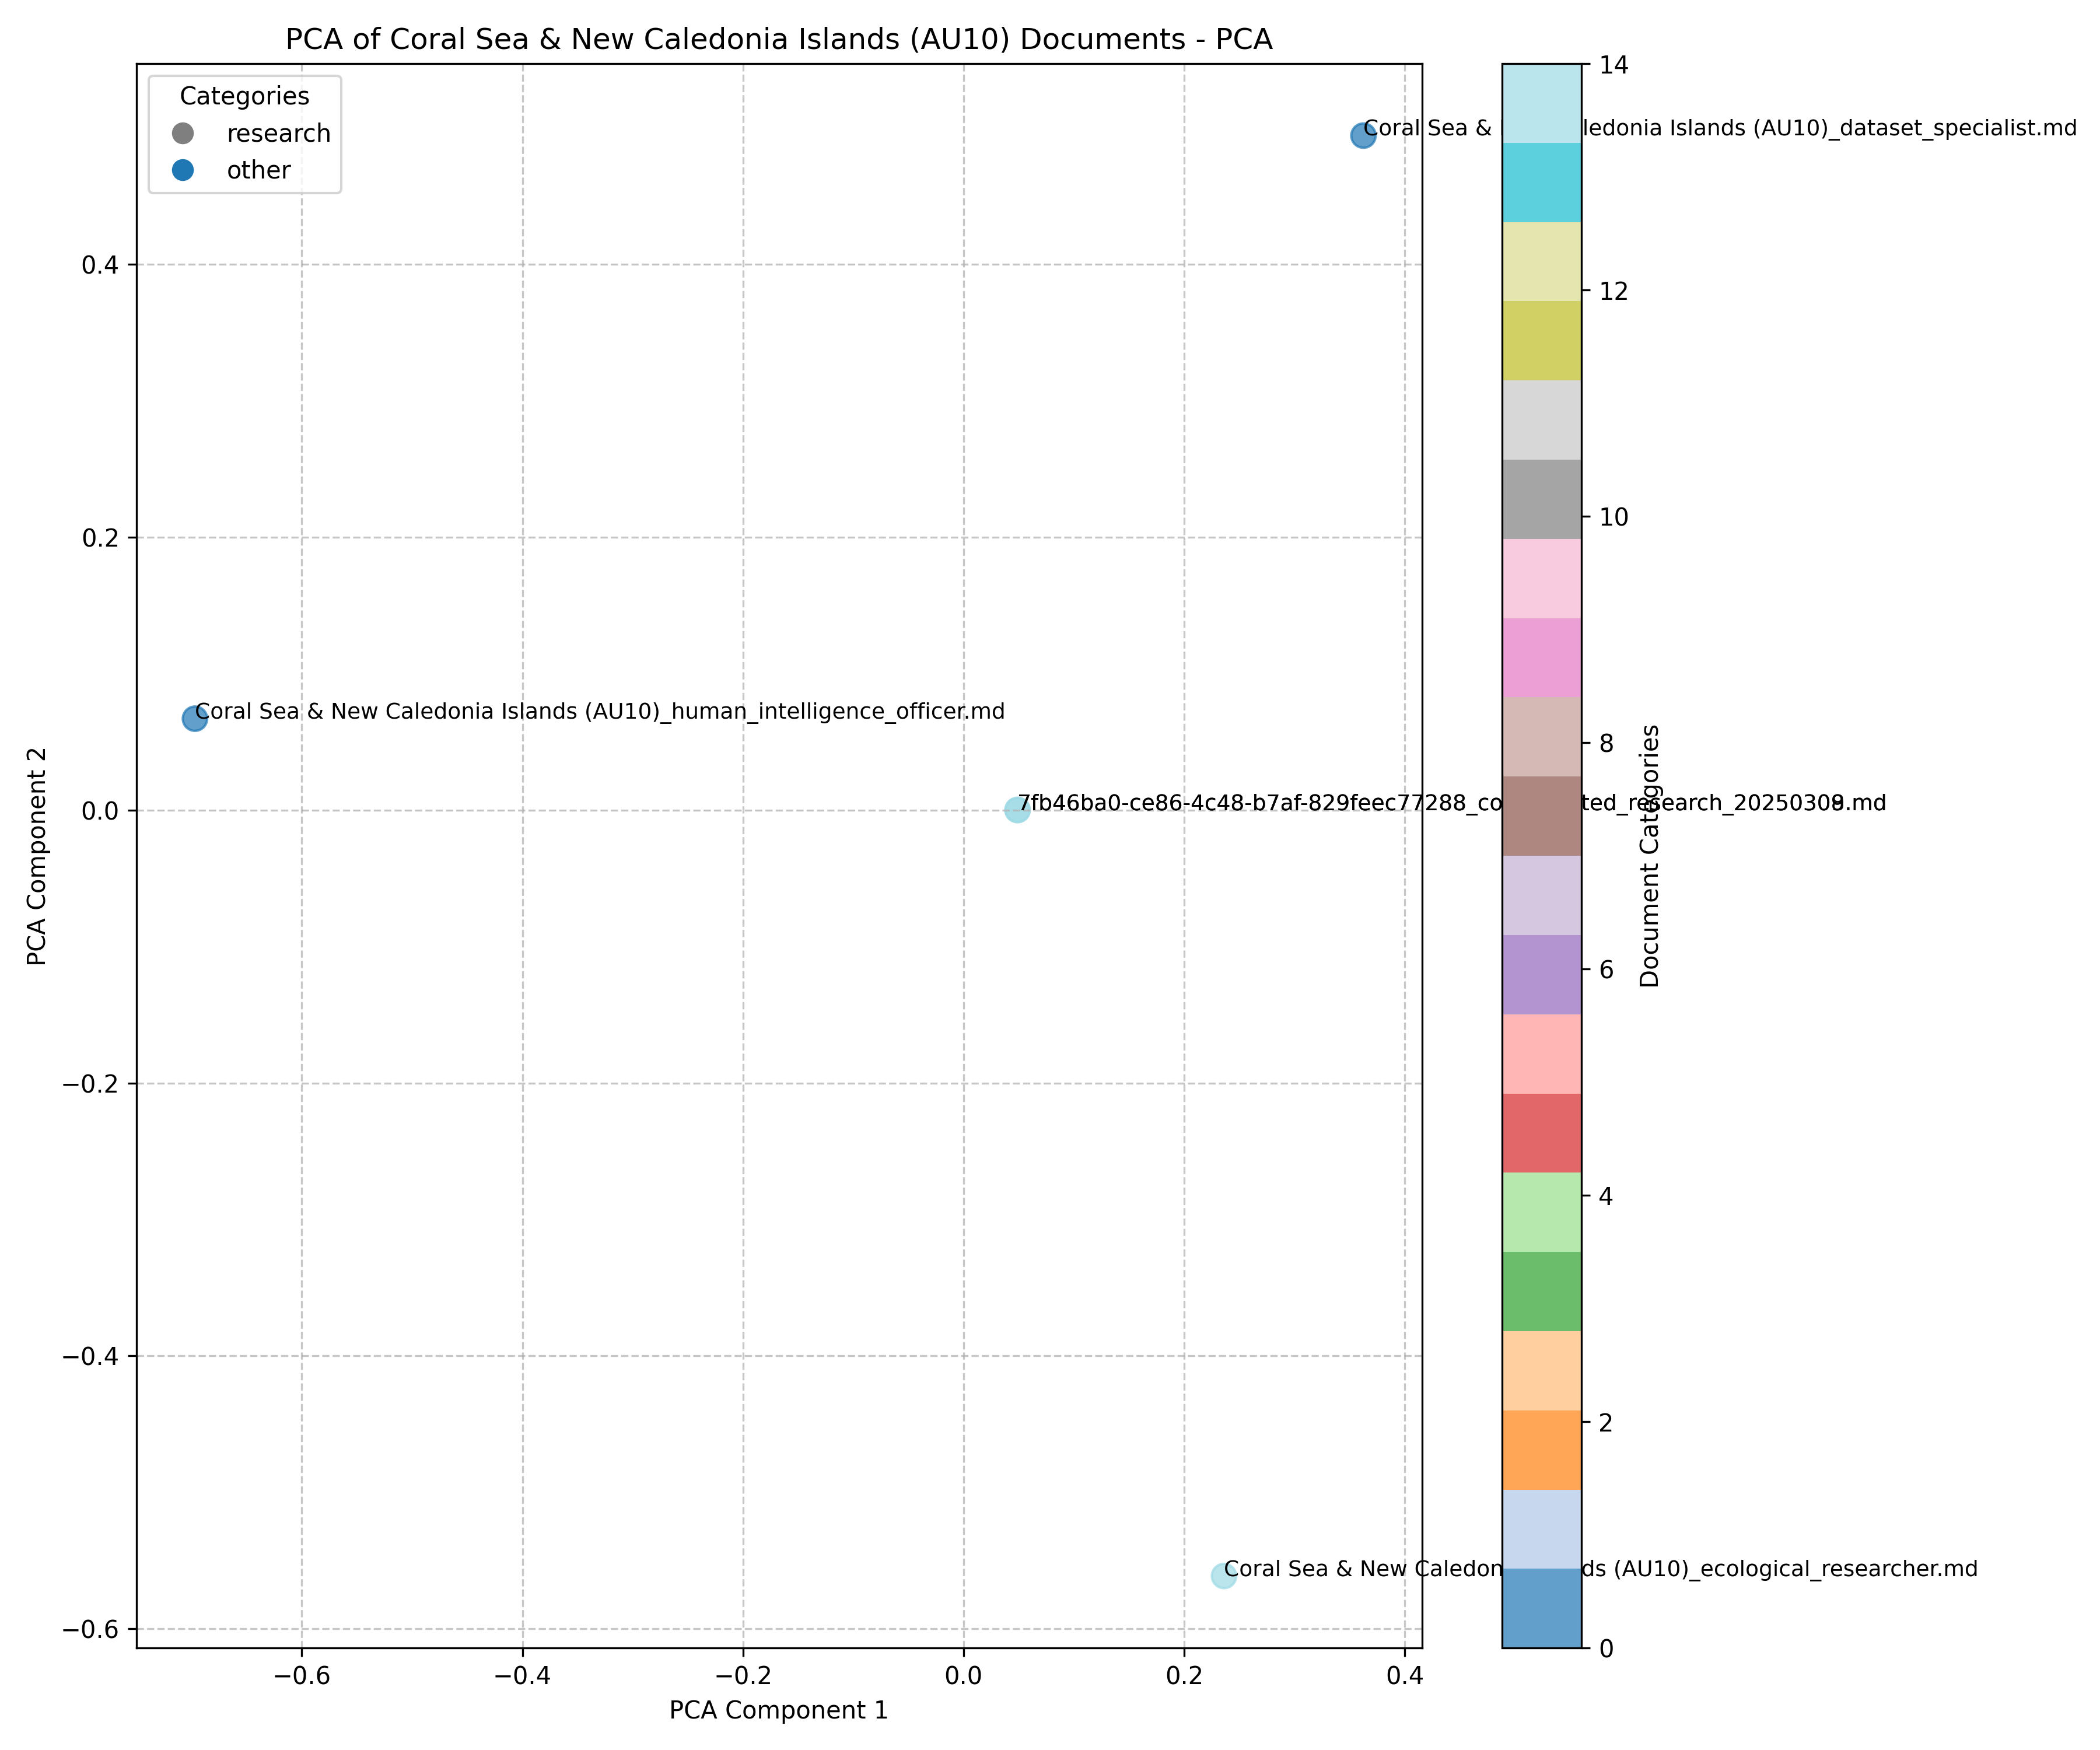 PCA of Coral Sea & New Caledonia Islands (AU10) Documents - PCA
Categories
research
other
Coral Sea & ledonia Islands (AU10)_dataset_specialist.md
Coral Sea & New Caledonia Islands (AU10)_human_intelligence_officer.md
7fb46ba0-ce86-4c48-b7af-829feec77288_co ted_research_2025030 .md
Coral Sea & New Caledon ds (AU10)_ecological_researcher.md
0.4
0.2
0.0
−0.2
−0.4
−0.6
PCA Component 2
−0.6
−0.4
−0.2
0.0
0.2
0.4
PCA Component 1
14
12
10
8
6
4
2
0
Document Categories